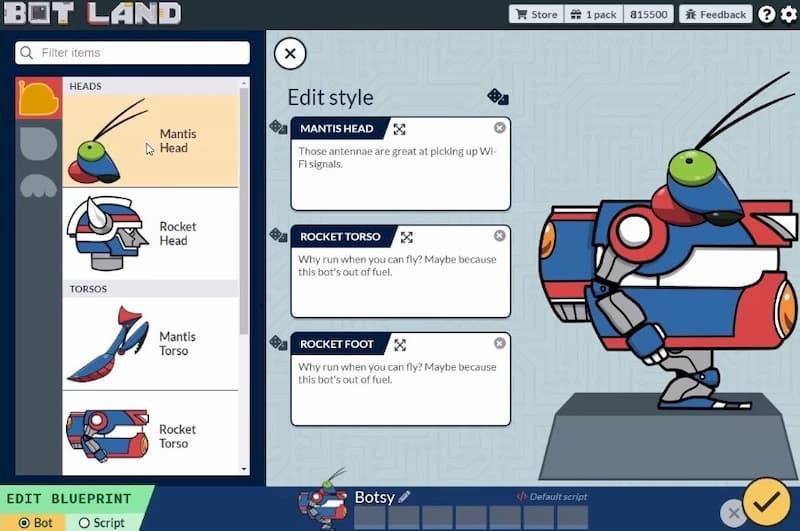 BOT LAND
Store
1 pack
15500
Feedback
?
Filter items
HEADS
Mantis
Head
Rocket
Head
TORSOS
Mantis
Torso
Rocket
Torso
Edit style
MANTIS HEAD
Those antennae are great at picking up Wi-
Fi signals.
ROCKET TORSO
Why run when you can fly? Maybe because
this bot's out of fuel.
ROCKET FOOT
Why run when you can fly? Maybe because
this bot's out of fuel.
EDIT BLUEPRINT
Bot
Script
Botsy
</> Default script